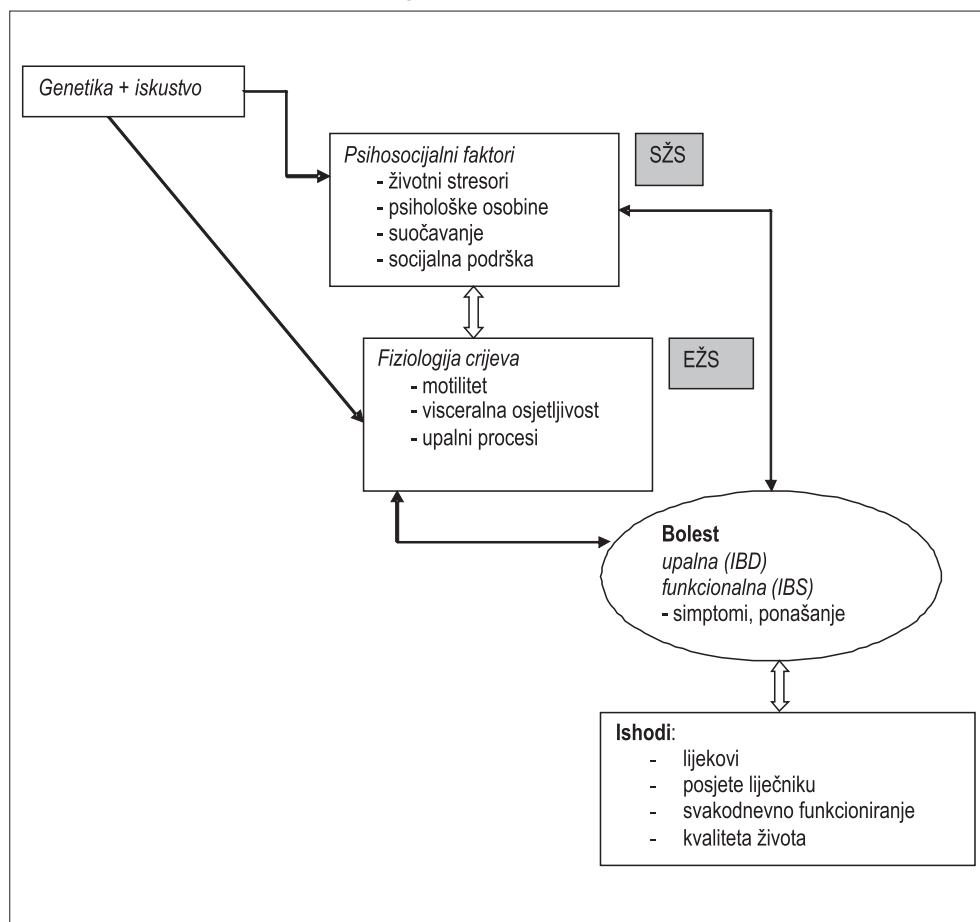 Genetika + iskustvo
Psihosocijalni faktori
- životni stresori
- psihološke osobine
- suočavanje
- socijalna podrška
SŽS
Fiziologija crijeva
- motilitet
- visceralna osjetljivost
- upalni procesi
EŽS
Bolest
upalna (IBD)
funkcionalna (IBS)
- simptomi, ponašanje
Ishodi:
- lijekovi
- posjete liječniku
- svakodnevno funkcioniranje
- kvaliteta života